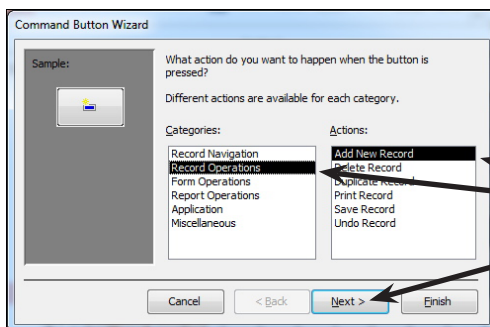 Command Button Wizard
Sample:
What action do you want to happen when the button is
pressed?
Different actions are available for each category.
Categories:
Actions:
Record Navigation
Record Operations
Form Operations
Report Operations
Application
Miscellaneous
Add New Record
Delete Record
Duplicate Record
Print Record
Save Record
Undo Record
Cancel
< Back
Next >
Finish